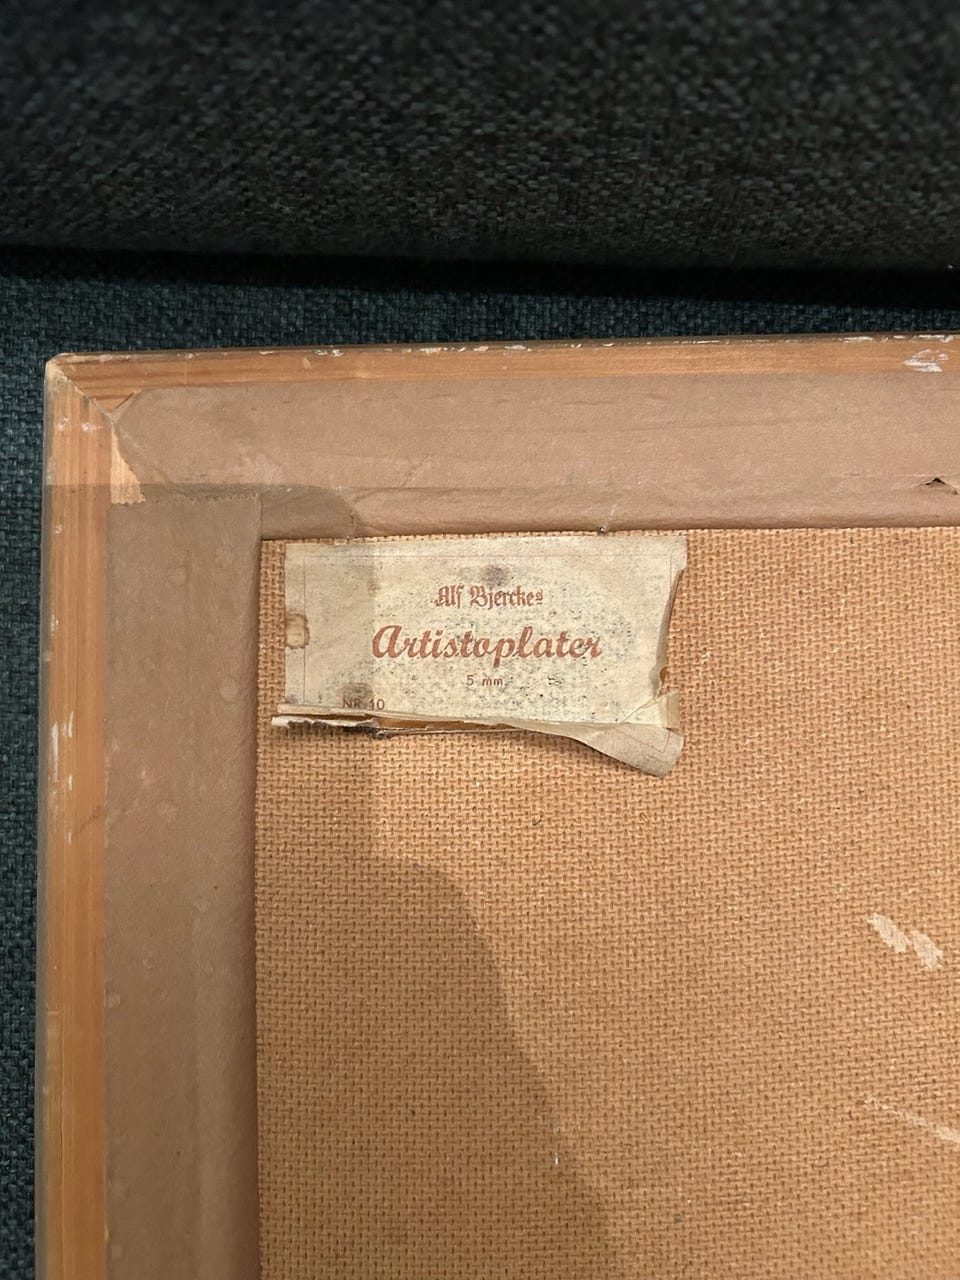 Alf Bjerckes
Artistoplater
5 mm.
NR. 10